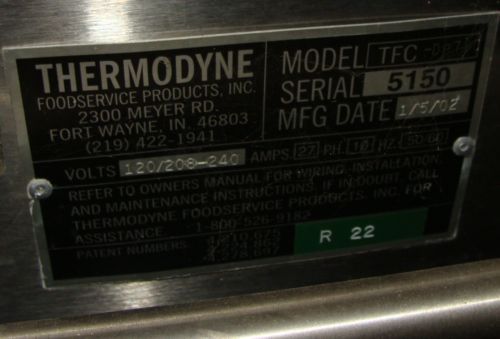 THERMODYNE
FOODSERVICE PRODUCTS, INC.
2300 MEYER RD.
FORT WAYNE, IN. 46803
(219) 422-1941
MODEL TFC
SERIAL 5150
MFG DATE 1/5/02
VOLTS 120/208-240 AMPS 27 PH 1Ø HZ 50/60
REFER TO OWNERS MANUAL FOR WIRING, INSTALLATION
AND MAINTENANCE INSTRUCTIONS. IF IN DOUBT, CALL
THERMODYNE FOODSERVICE PRODUCTS, INC. FOR
ASSISTANCE. 1-800-526-9182
PATENT NUMBERS
R 22